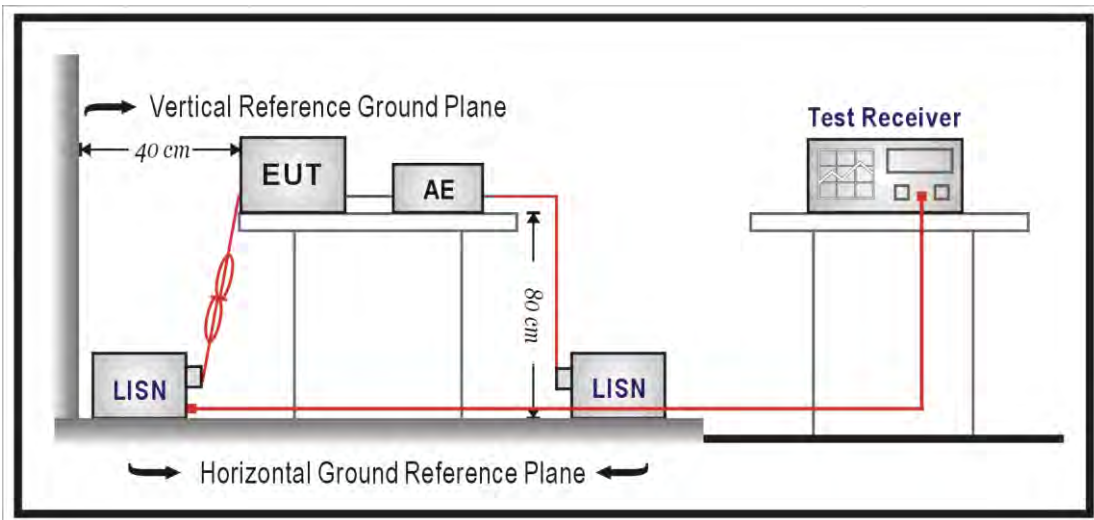 Vertical Reference Ground Plane
Test Receiver
40 cm
EUT
AE
80 cm
LISN
LISN
Horizontal Ground Reference Plane